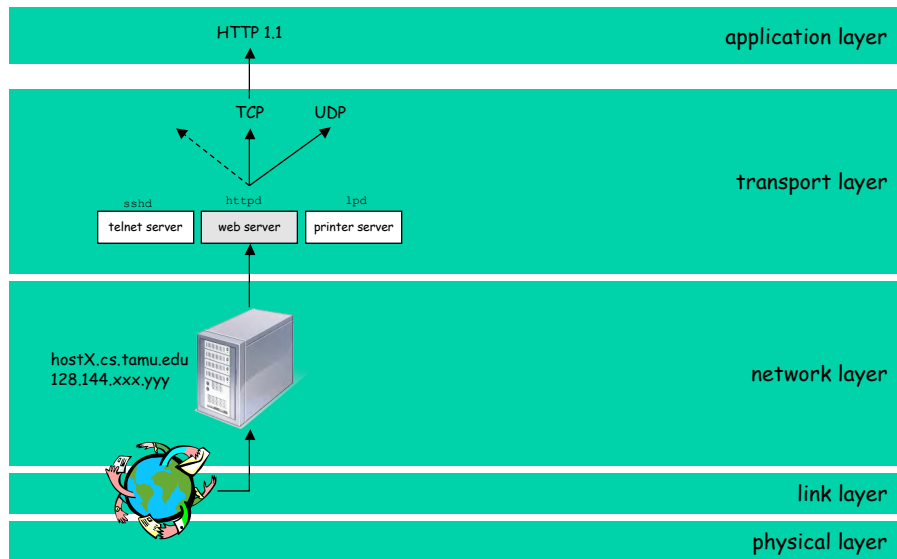 HTTP 1.1
application layer
TCP
UDP
transport layer
sshd
httpd
lpd
telnet server
web server
printer server
hostX.cs.tamu.edu
128.144.xxx.yyy
network layer
link layer
physical layer